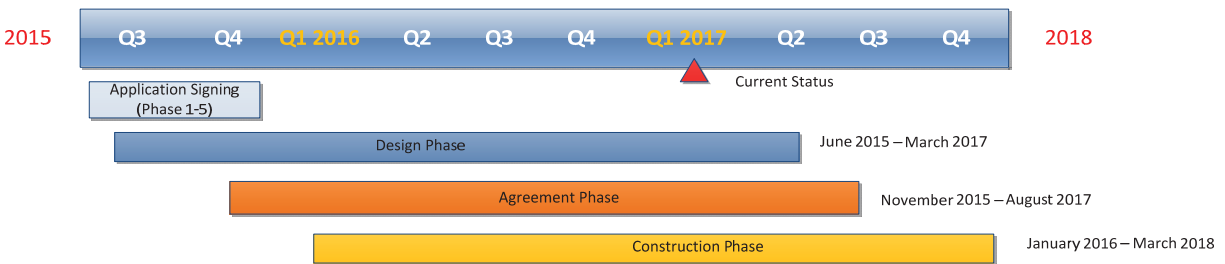 2015 Q3 Q4 Q1 2016 Q2 Q3 Q4 Q1 2017 Q2 Q3 Q4 2018
Current Status
Application Signing
(Phase 1-5)
Design Phase
June 2015 – March 2017
Agreement Phase
November 2015 – August 2017
Construction Phase
January 2016 – March 2018